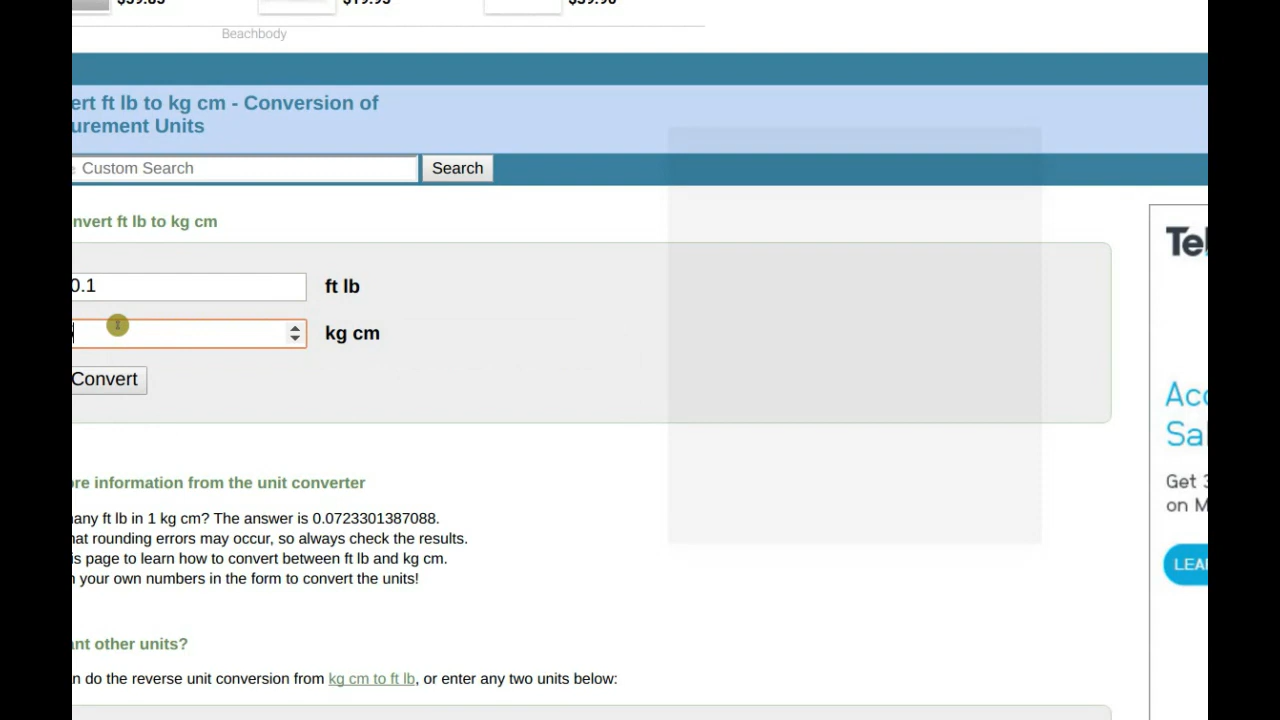 $39.85 $19.95 $39.90
Beachbody
ert ft lb to kg cm - Conversion of
urement Units
Custom Search Search
nvert ft lb to kg cm
0.1 ft lb
kg cm
Convert
ore information from the unit converter
any ft lb in 1 kg cm? The answer is 0.0723301387088.
at rounding errors may occur, so always check the results.
is page to learn how to convert between ft lb and kg cm.
n your own numbers in the form to convert the units!
ant other units?
n do the reverse unit conversion from kg cm to ft lb, or enter any two units below:
Te
Acc
Sal
Get 3
on M
LEA